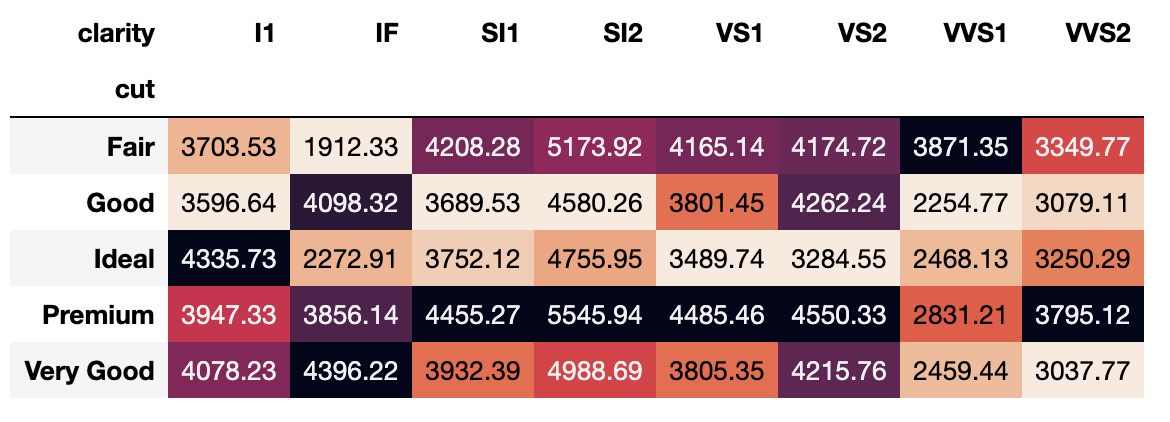 clarity I1 IF SI1 SI2 VS1 VS2 VVS1 VVS2
cut
Fair 3703.53 1912.33 4208.28 5173.92 4165.14 4174.72 3871.35 3349.77
Good 3596.64 4098.32 3689.53 4580.26 3801.45 4262.24 2254.77 3079.11
Ideal 4335.73 2272.91 3752.12 4755.95 3489.74 3284.55 2468.13 3250.29
Premium 3947.33 3856.14 4455.27 5545.94 4485.46 4550.33 2831.21 3795.12
Very Good 4078.23 4396.22 3932.39 4988.69 3805.35 4215.76 2459.44 3037.77